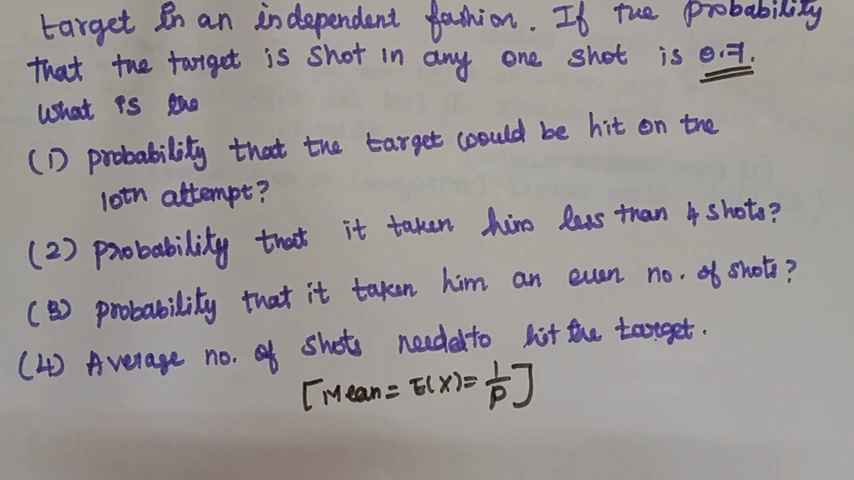 target in an independent fashion. If the probability
that the target is shot in any one shot is 0.7.
what is the
(1) probability that the target would be hit on the
10th attempt?
(2) probability that it taken him less than 4 shots?
(3) probability that it taken him an even no. of shots?
(4) Average no. of shots needed to hit the target.
[Mean = E(X) = 1/p]